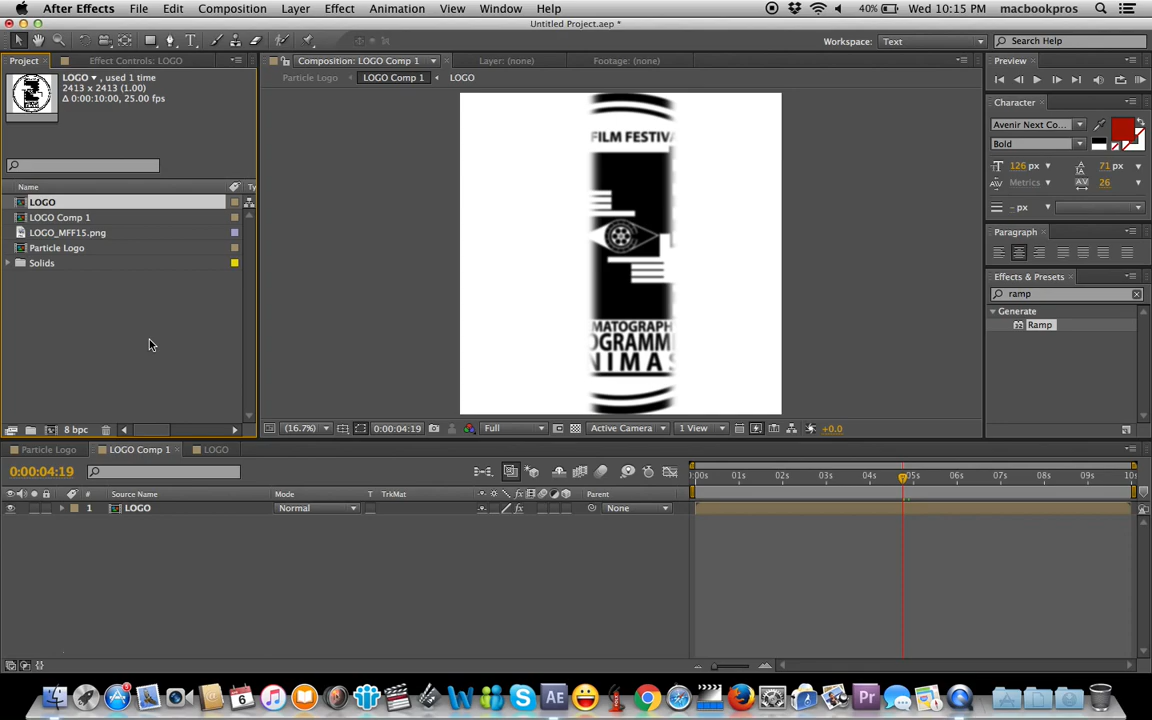 After Effects File Edit Composition Layer Effect Animation View Window Help 40% Wed 10:15 PM macbookpros
Untitled Project.aep *
Workspace: Text Search Help
Project Effect Controls: LOGO
Composition: LOGO Comp 1 Layer: (none) Footage: (none)
Particle Logo LOGO Comp 1 LOGO
LOGO , used 1 time
2413 x 2413 (1.00)
Δ 0:00:10:00, 25.00 fps
Name Ty
LOGO
LOGO Comp 1
LOGO_MFF15.png
Particle Logo
Solids
8 bpc
FILM FESTIVA
MATOGRAPH
OGRAMM
NIMAS
(16.7%) 0:00:04:19 Full Active Camera 1 View +0.0
Preview
Character
Avenir Next Co...
Bold
126 px 71 px
Metrics 26
- px
Paragraph
Effects & Presets
ramp
Generate
Ramp
Particle Logo LOGO Comp 1 LOGO
0:00:04:19
:00s 01s 02s 03s 04s 05s 06s 07s 08s 09s 10s
# Source Name Mode T TrkMat Parent
1 LOGO Normal None